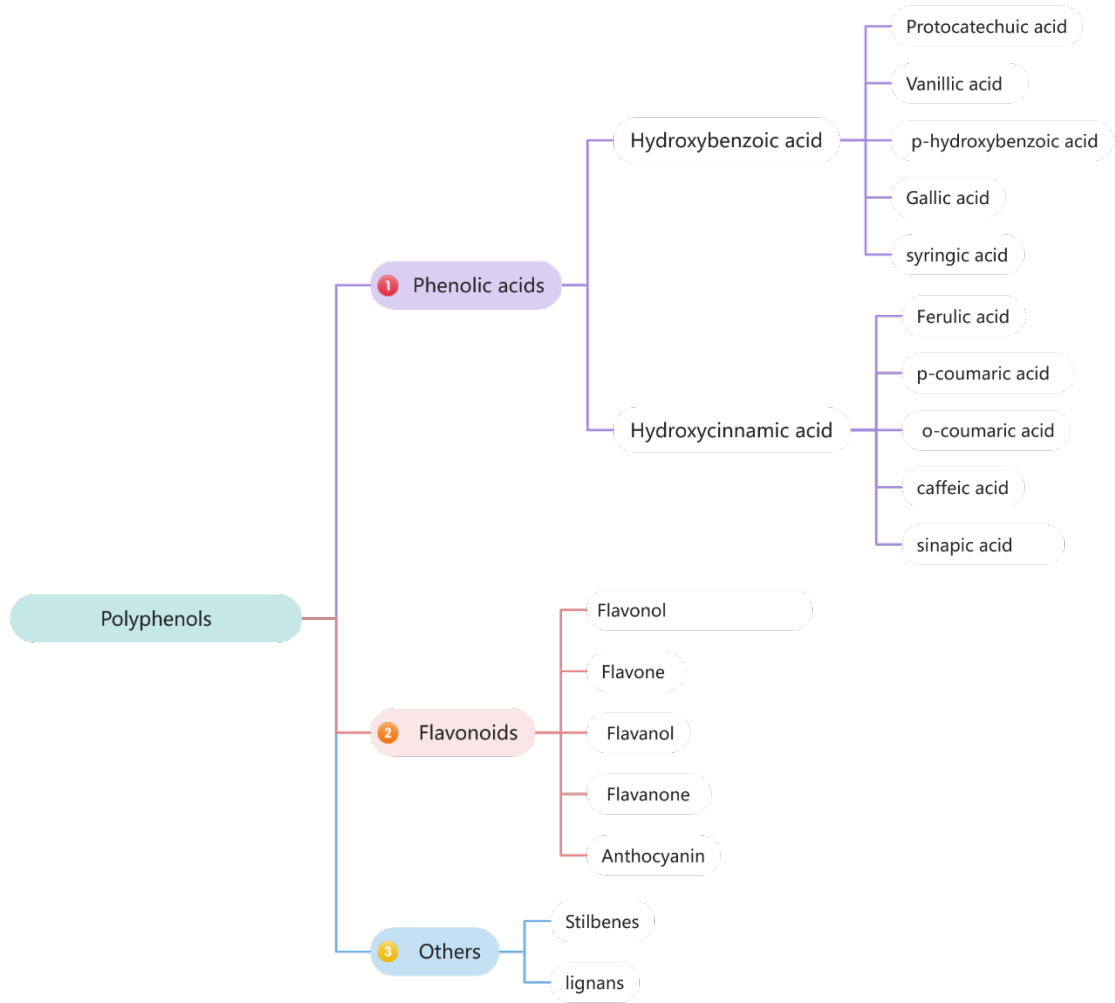 Polyphenols
1 Phenolic acids
Hydroxybenzoic acid
Protocatechuic acid
Vanillic acid
p-hydroxybenzoic acid
Gallic acid
syringic acid
Hydroxycinnamic acid
Ferulic acid
p-coumaric acid
o-coumaric acid
caffeic acid
sinapic acid
2 Flavonoids
Flavonol
Flavone
Flavanol
Flavanone
Anthocyanin
3 Others
Stilbenes
lignans